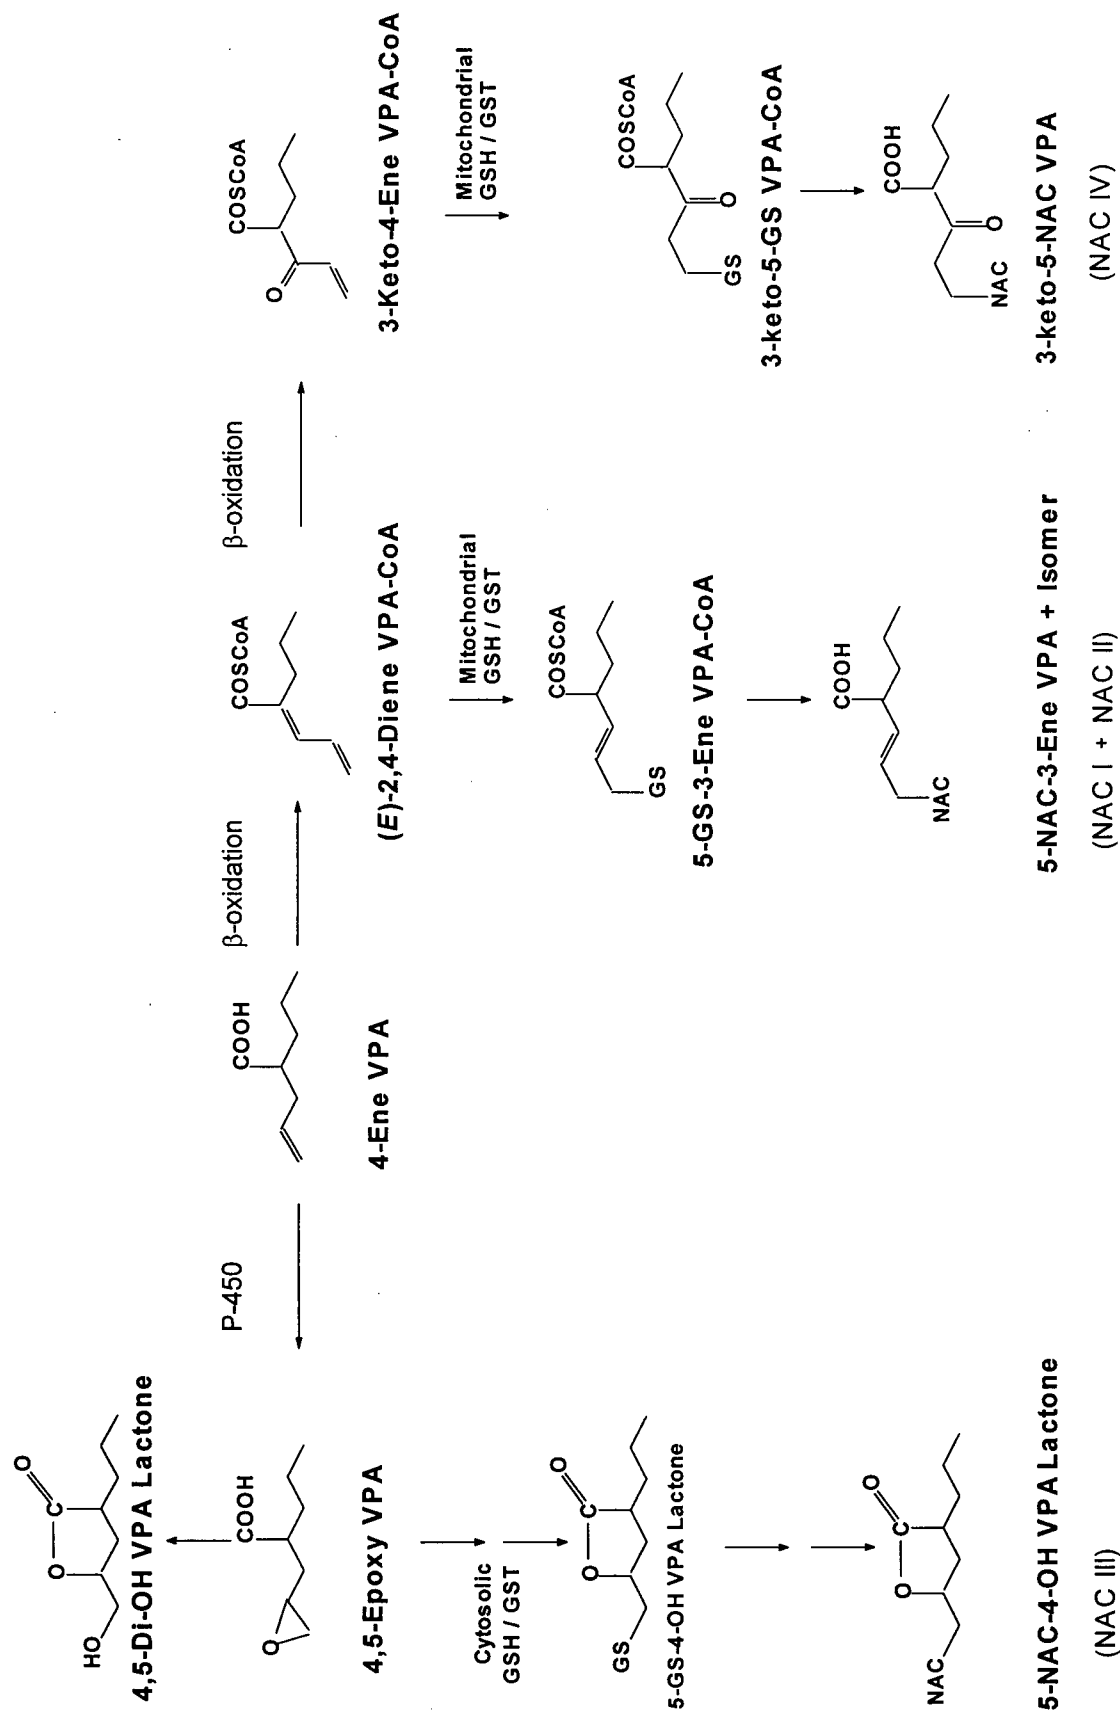 HO
O
O
C
4,5-Di-OH VPA Lactone
O
COOH
4,5-Epoxy VPA
P-450
COOH
4-Ene VPA
β-oxidation
COSCoA
(E)-2,4-Diene VPA-CoA
β-oxidation
O
COSCoA
3-Keto-4-Ene VPA-CoA
Cytosolic
GSH / GST
Mitochondrial
GSH / GST
Mitochondrial
GSH / GST
GS
O
C
O
5-GS-4-OH VPA Lactone
COSCoA
GS
5-GS-3-Ene VPA-CoA
COSCoA
O
GS
3-keto-5-GS VPA-CoA
NAC
O
C
O
5-NAC-4-OH VPA Lactone
(NAC III)
COOH
NAC
5-NAC-3-Ene VPA + Isomer
(NAC I + NAC II)
COOH
O
NAC
3-keto-5-NAC VPA
(NAC IV)